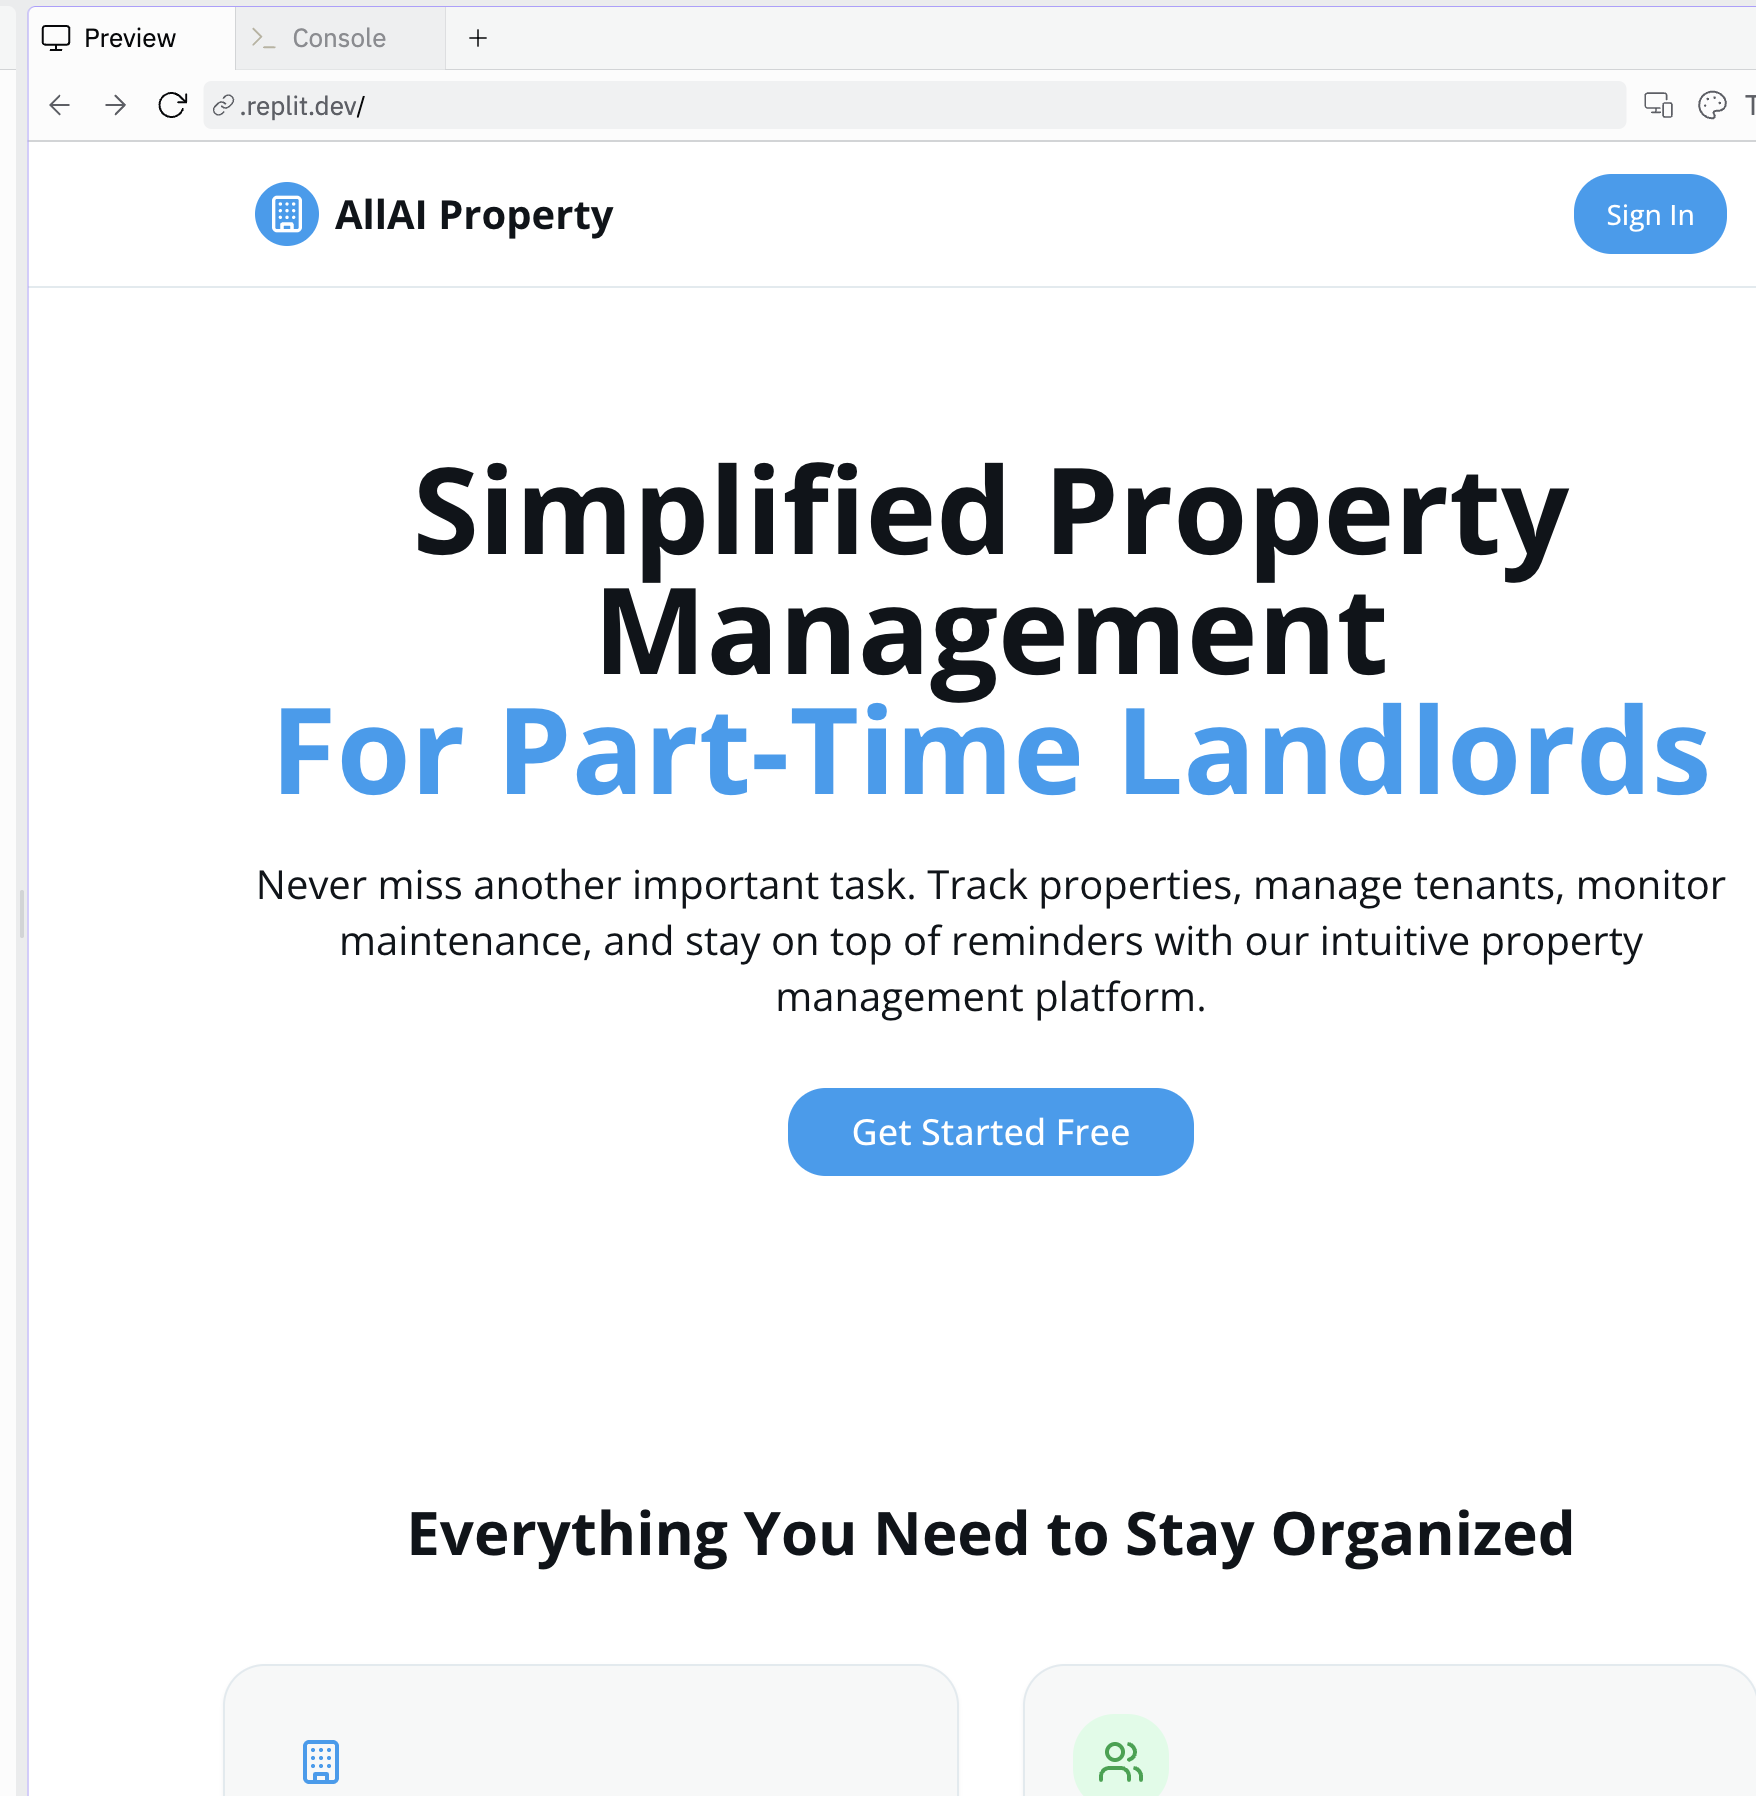 Preview
Console
.replit.dev/
AllAI Property
Sign In
Simplified Property
Management
For Part-Time Landlords
Never miss another important task. Track properties, manage tenants, monitor
maintenance, and stay on top of reminders with our intuitive property
management platform.
Get Started Free
Everything You Need to Stay Organized